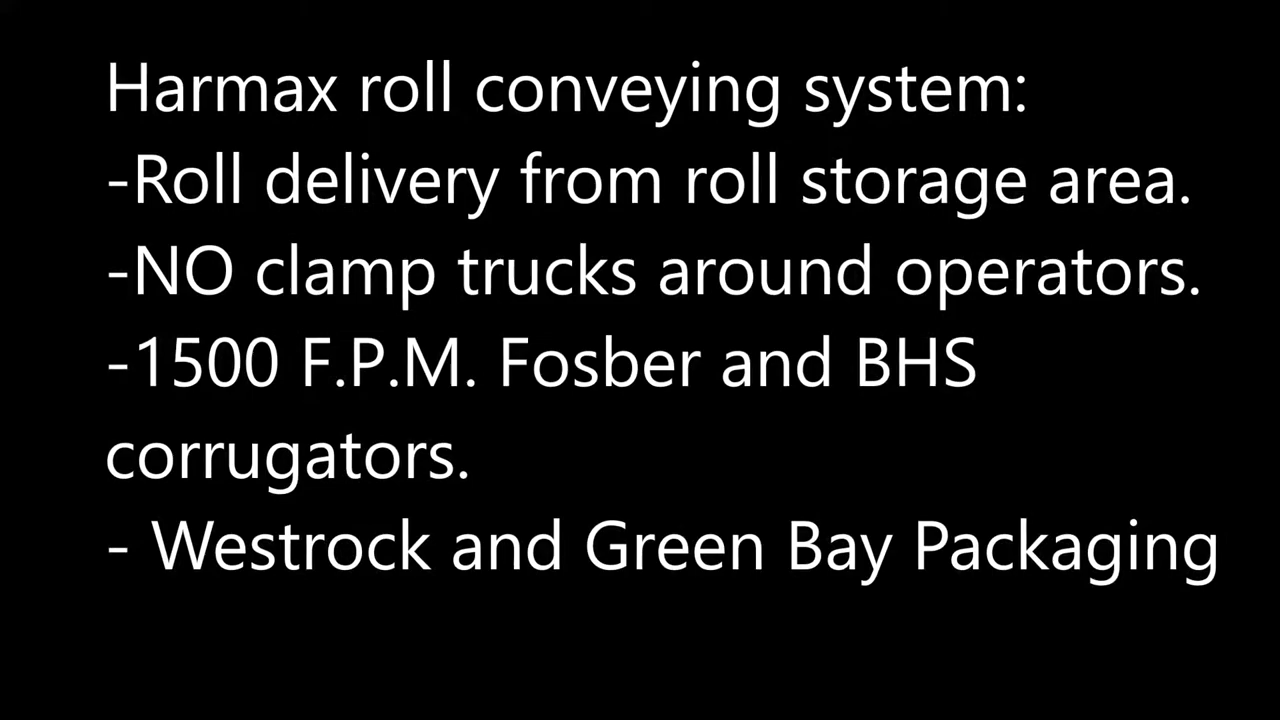 Harmax roll conveying system:
-Roll delivery from roll storage area.
-NO clamp trucks around operators.
-1500 F.P.M. Fosber and BHS
corrugators.
- Westrock and Green Bay Packaging